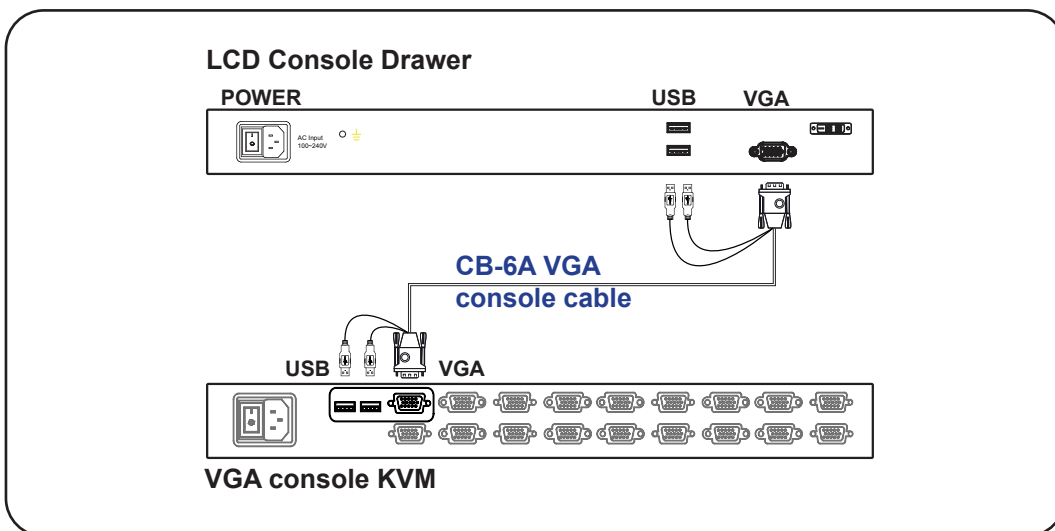 LCD Console Drawer
POWER
USB
VGA
AC Input
100~240V
CB-6A VGA
console cable
USB
VGA
VGA console KVM